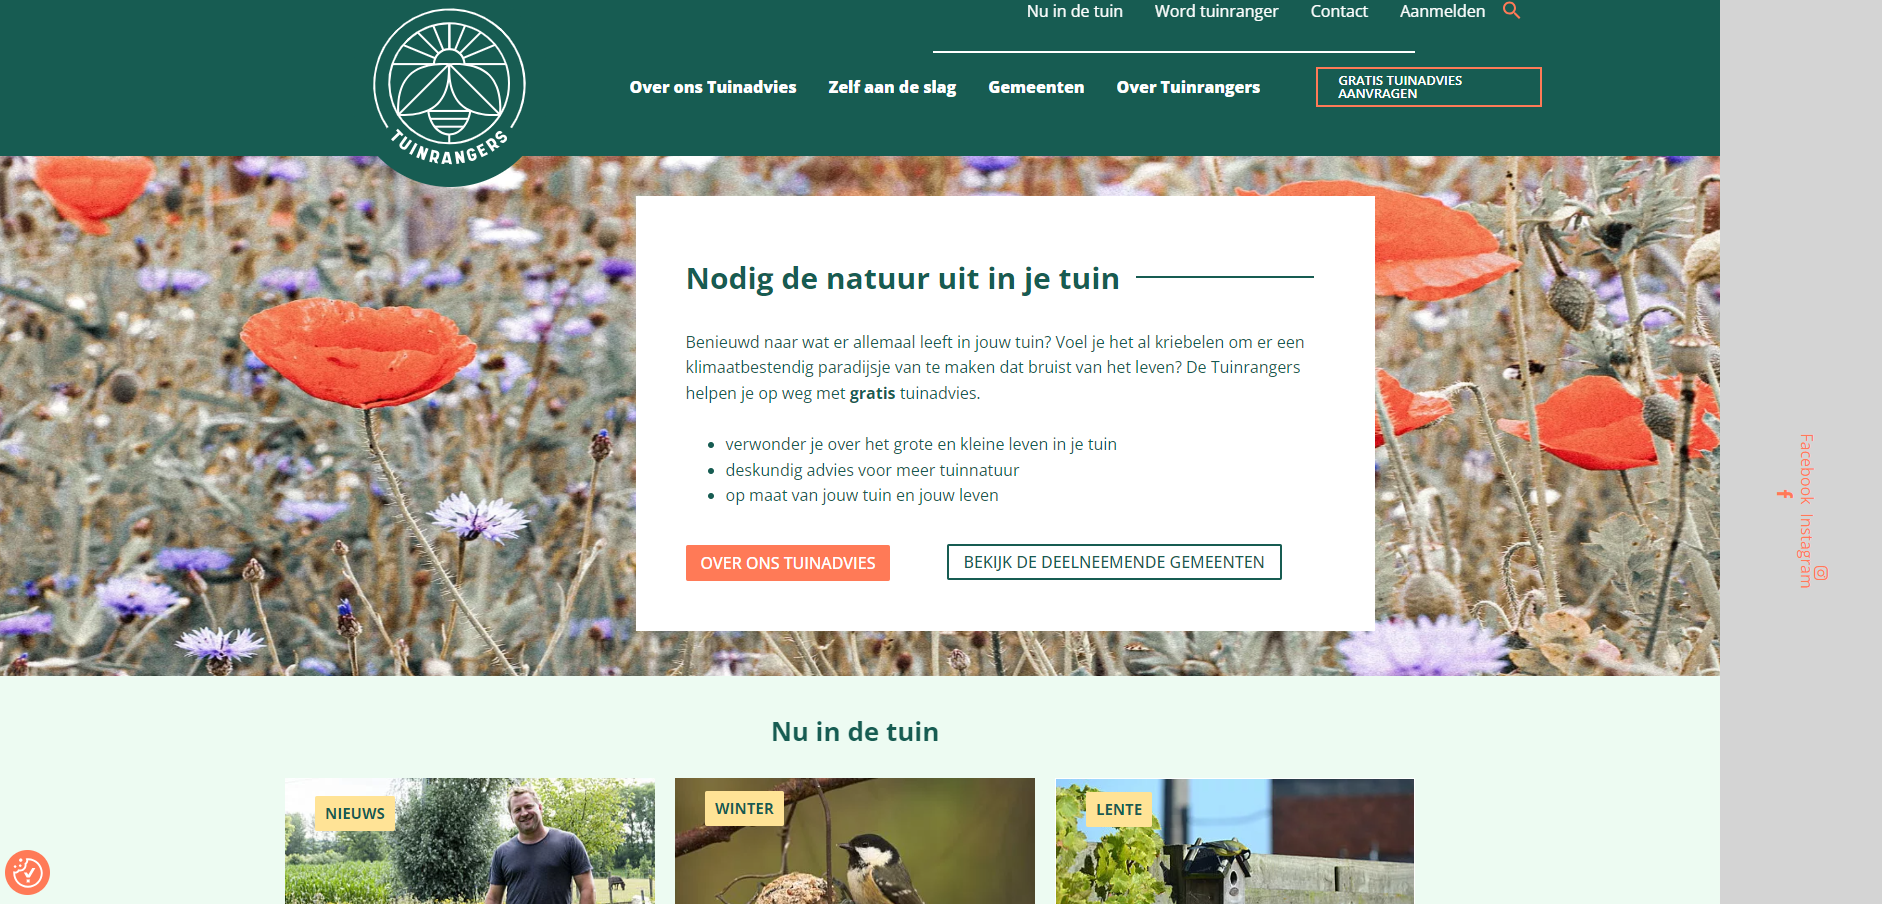 Nu in de tuin
Word tuinranger
Contact
Aanmelden
TUINRANGERS
Over ons Tuinadvies
Zelf aan de slag
Gemeenten
Over Tuinrangers
GRATIS TUINADVIES
AANVRAGEN
Nodig de natuur uit in je tuin
Benieuwd naar wat er allemaal leeft in jouw tuin? Voel je het al kriebelen om er een
klimaatbestendig paradijsje van te maken dat bruist van het leven? De Tuinrangers
helpen je op weg met gratis tuinadvies.
verwonder je over het grote en kleine leven in je tuin
deskundig advies voor meer tuinnatuur
op maat van jouw tuin en jouw leven
OVER ONS TUINADVIES
BEKIJK DE DEELNEEMENDE GEMEENTEN
Facebook
Instagram
Nu in de tuin
NIEUWS
WINTER
LENTE